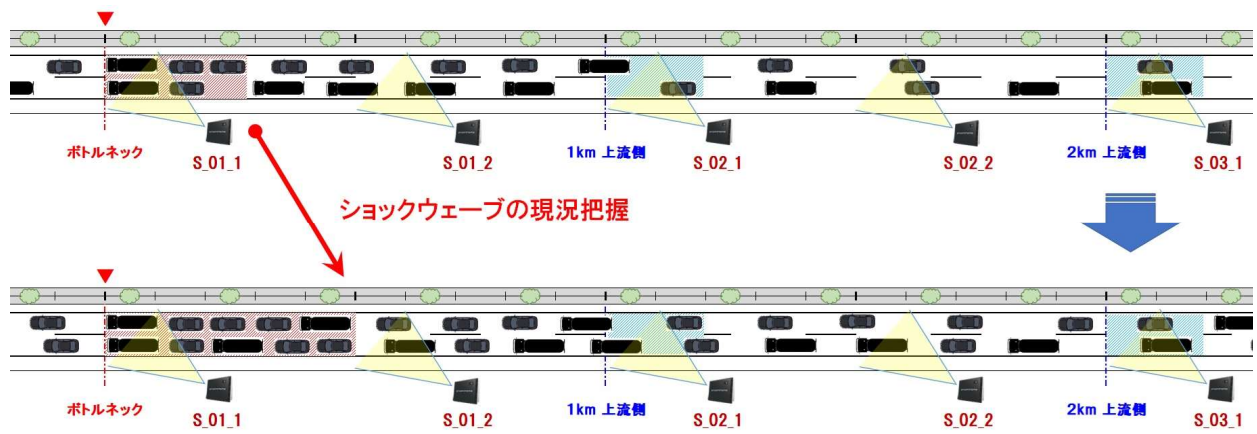 ボトルネック
S_01_1
S_01_2
1km 上流側
S_02_1
S_02_2
2km 上流側
S_03_1
ショックウェーブの現況把握
ボトルネック
S_01_1
S_01_2
1km 上流側
S_02_1
S_02_2
2km 上流側
S_03_1